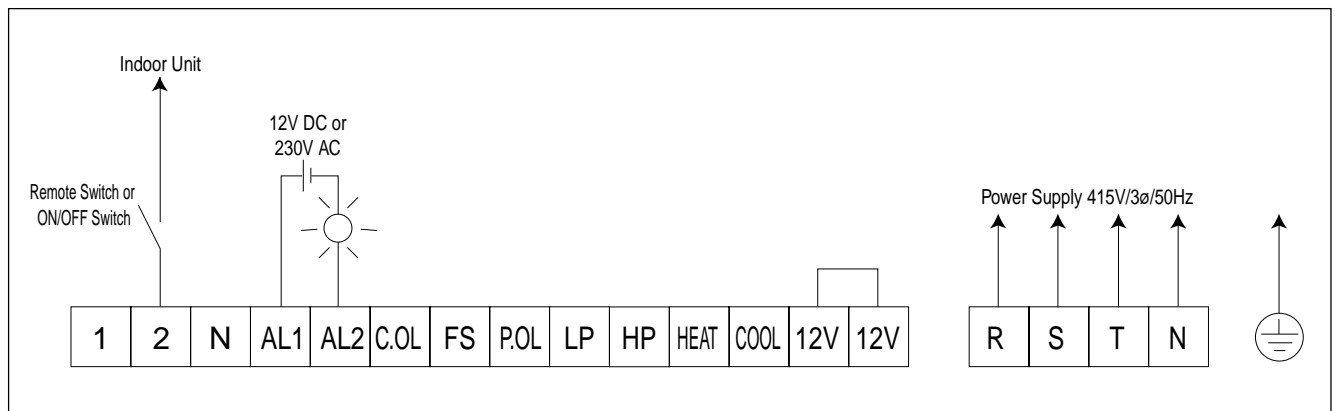 Indoor Unit
12V DC or
230V AC
Remote Switch or
ON/OFF Switch
Power Supply 415V/3ø/50Hz
1 2 N AL1 AL2 C.OL FS P.OL LP HP HEAT COOL 12V 12V R S T N